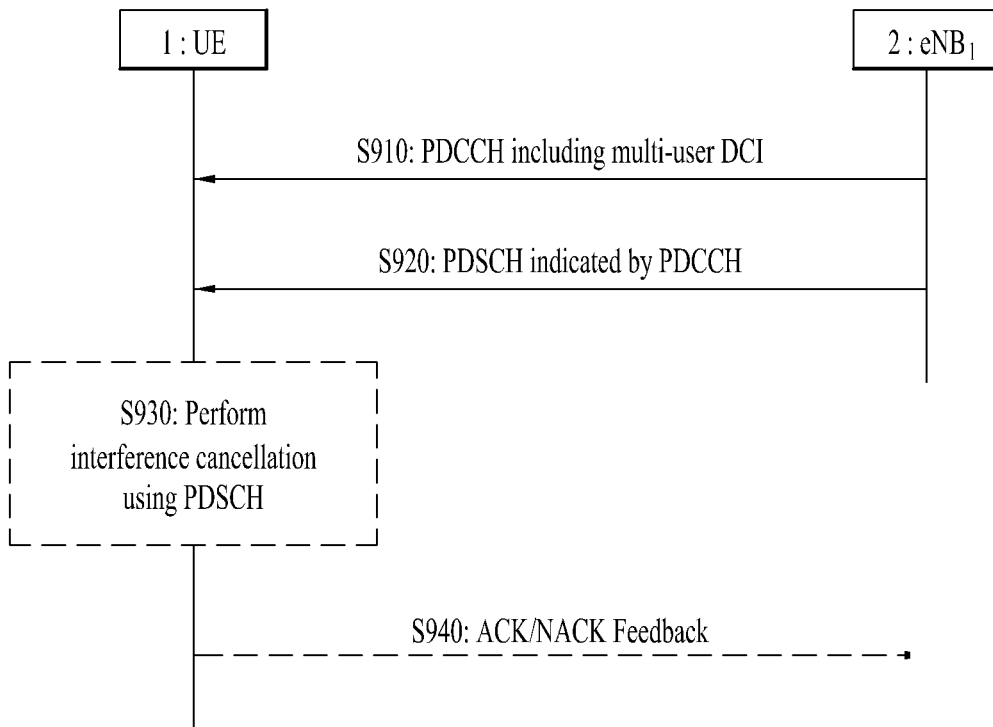 1 : UE
2 : eNB₁
S910: PDCCH including multi-user DCI
S920: PDSCH indicated by PDCCH
S930: Perform
interference cancellation
using PDSCH
S940: ACK/NACK Feedback